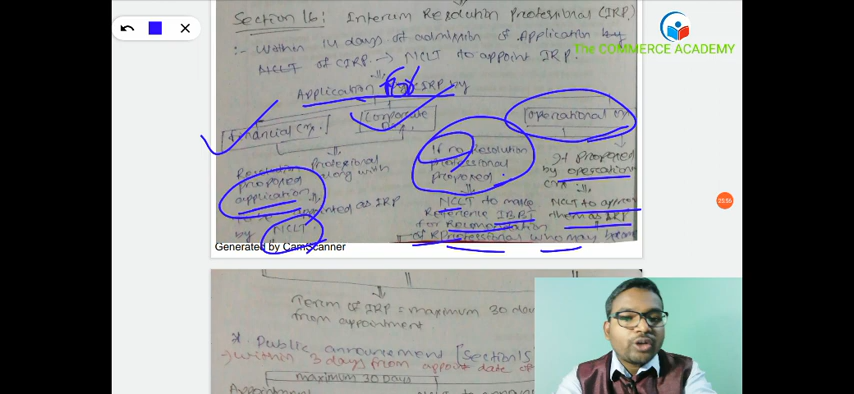 Section 16: Interim Resolution Professional (IRP)
:- Within 14 days of admission of Application by
NCLT of CIRP → NCLT to appoint IRP.
The COMMERCE ACADEMY
Application for IRP by
[Financial Cr.]
[Corporate
[Operational Cr.
Resolution Professional
proposed along with
application
appointed as IRP
by NCLT
If no Resolution
Professional
proposed.
NCLT to make
Reference IBBI
for Recommendation
of Professional who may
If Proposed
by operational
NCLT to
them as IRP
Generated by CamScanner
Term of IRP = maximum 30
from appointment
* Public announcement [Section 15
→ within 3 days from appoint date of
maximum 30 Days
Appointment